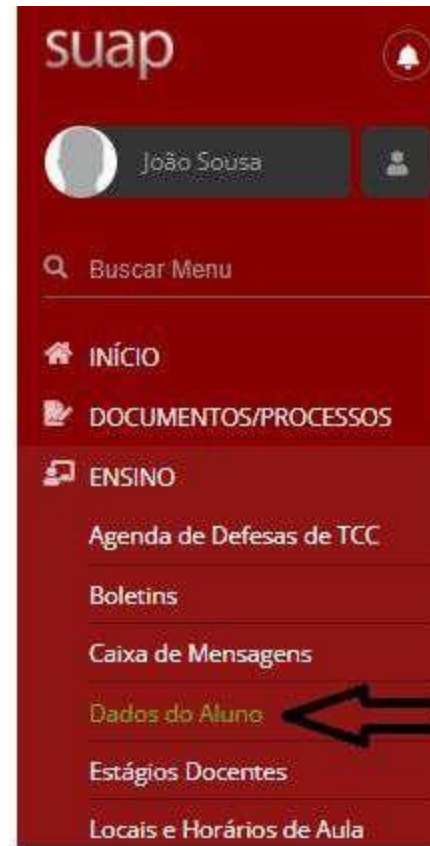 suap
João Sousa
Buscar Menu
INÍCIO
DOCUMENTOS/PROCESSOS
ENSINO
Agenda de Defesas de TCC
Boletins
Caixa de Mensagens
Dados do Aluno
Estágios Docentes
Locais e Horários de Aula